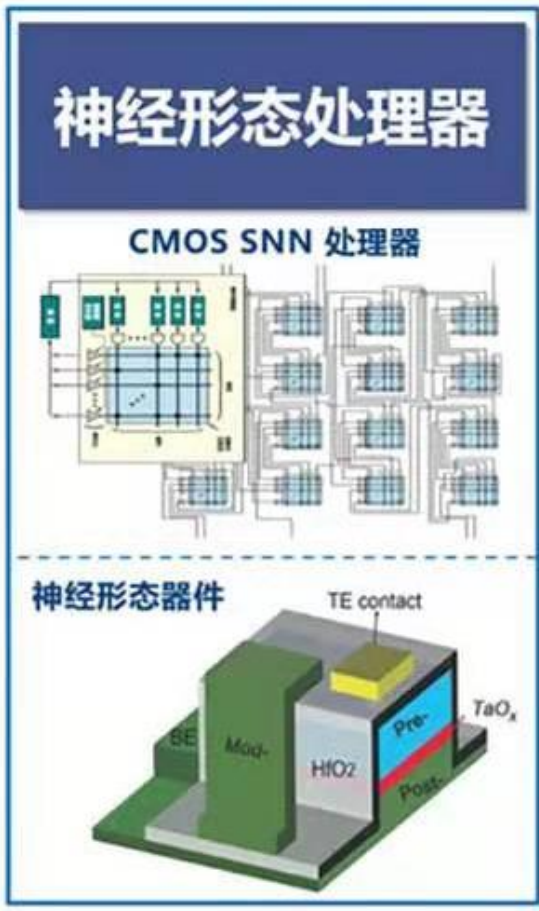 神经形态处理器
CMOS SNN 处理器
神经形态器件
TE contact
TaOx
Pre-
BE
Mod-
HfO2
Post-